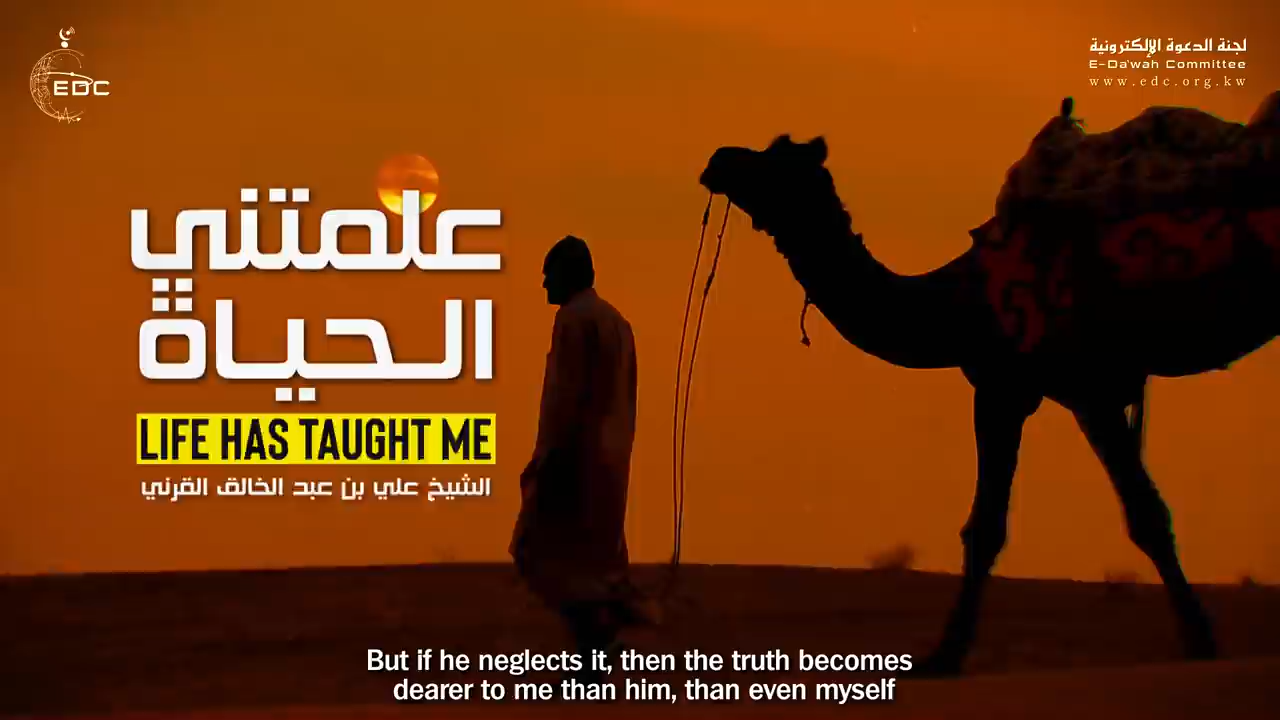 EDC
لجنة الدعوة الإلكترونية
E-Da'wah Committee
www.edc.org.kw
علمتني
الحياة
LIFE HAS TAUGHT ME
الشيخ علي بن عبد الخالق القرني
But if he neglects it, then the truth becomes
dearer to me than him, than even myself